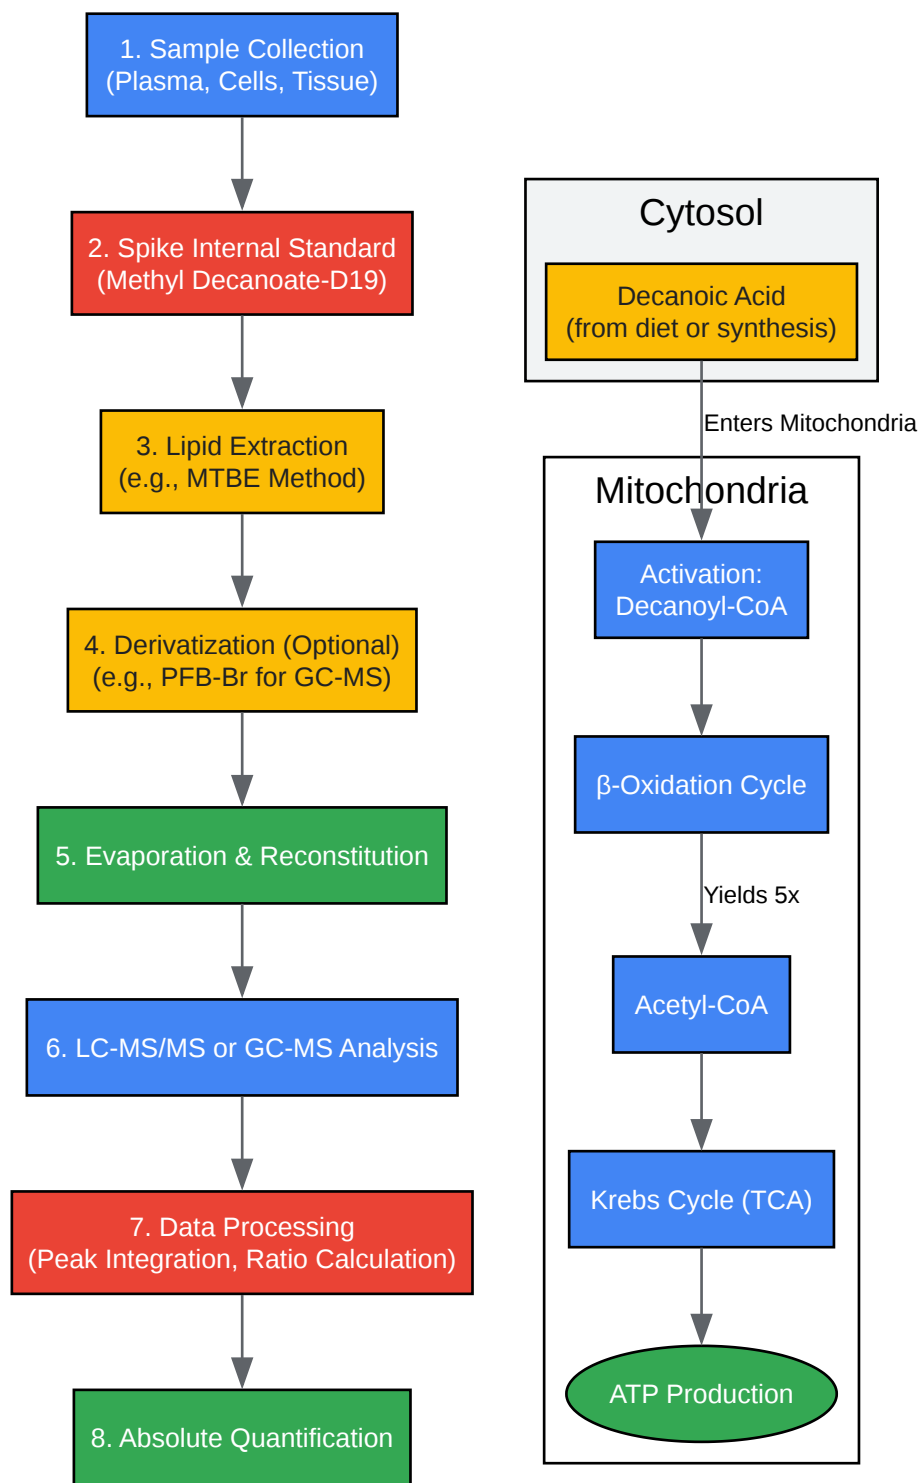 1. Sample Collection
(Plasma, Cells, Tissue)
2. Spike Internal Standard
(Methyl Decanoate-D19)
3. Lipid Extraction
(e.g., MTBE Method)
4. Derivatization (Optional)
(e.g., PFB-Br for GC-MS)
5. Evaporation & Reconstitution
6. LC-MS/MS or GC-MS Analysis
7. Data Processing
(Peak Integration, Ratio Calculation)
8. Absolute Quantification
Cytosol
Decanoic Acid
(from diet or synthesis)
Enters Mitochondria
Mitochondria
Activation:
Decanoyl-CoA
β-Oxidation Cycle
Yields 5x
Acetyl-CoA
Krebs Cycle (TCA)
ATP Production